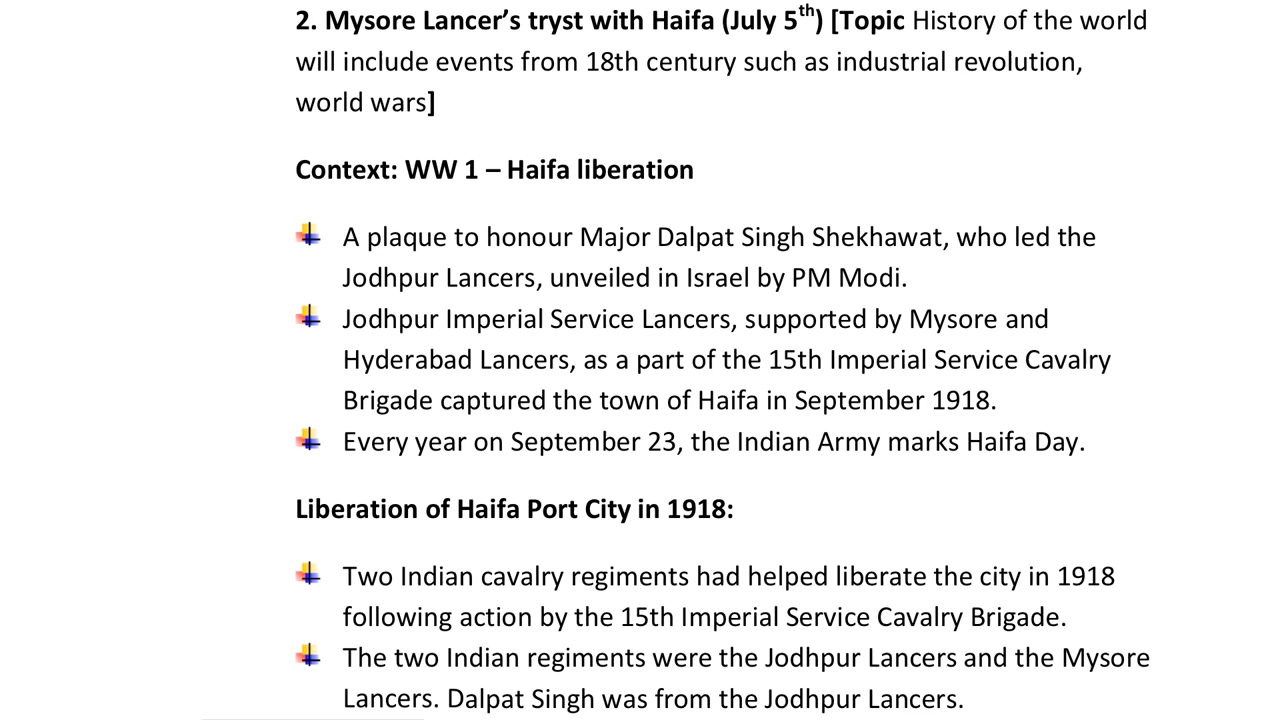 2. Mysore Lancer’s tryst with Haifa (July 5th) [Topic History of the world
will include events from 18th century such as industrial revolution,
world wars]
Context: WW 1 – Haifa liberation
A plaque to honour Major Dalpat Singh Shekhawat, who led the
Jodhpur Lancers, unveiled in Israel by PM Modi.
Jodhpur Imperial Service Lancers, supported by Mysore and
Hyderabad Lancers, as a part of the 15th Imperial Service Cavalry
Brigade captured the town of Haifa in September 1918.
Every year on September 23, the Indian Army marks Haifa Day.
Liberation of Haifa Port City in 1918:
Two Indian cavalry regiments had helped liberate the city in 1918
following action by the 15th Imperial Service Cavalry Brigade.
The two Indian regiments were the Jodhpur Lancers and the Mysore
Lancers. Dalpat Singh was from the Jodhpur Lancers.